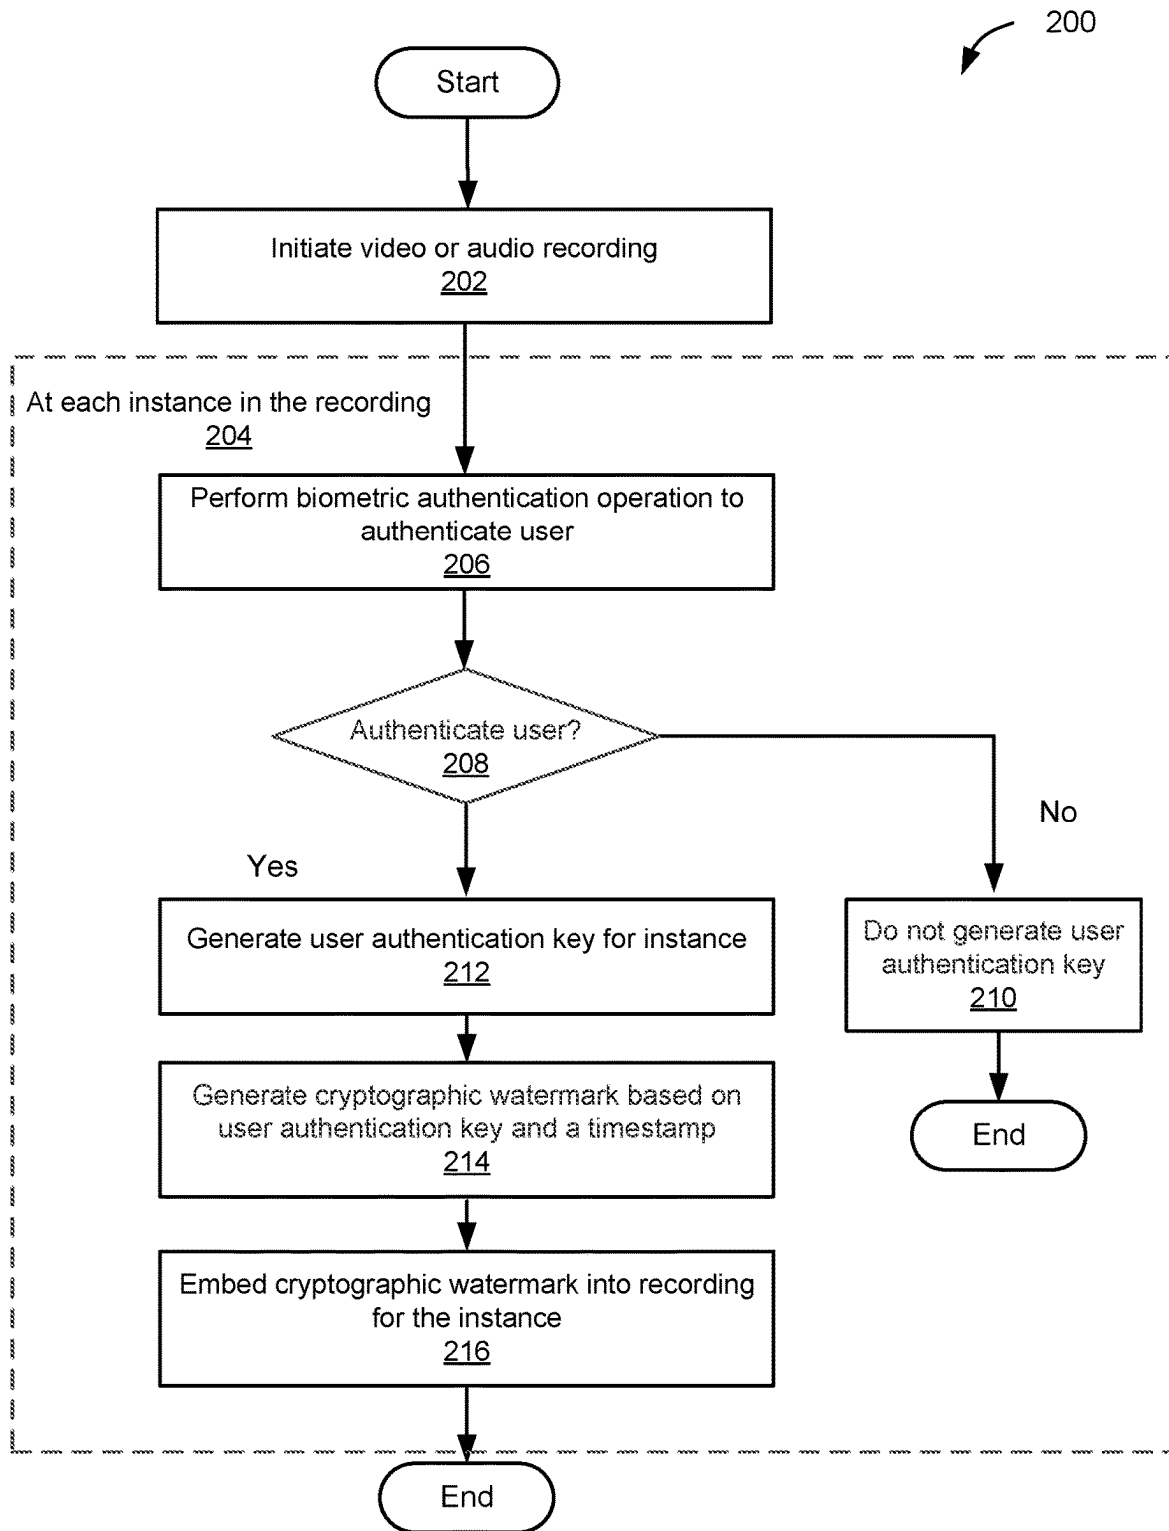 200
Start
Initiate video or audio recording
202
At each instance in the recording
204
Perform biometric authentication operation to
authenticate user
206
Authenticate user?
208
No
Yes
Generate user authentication key for instance
212
Do not generate user
authentication key
210
Generate cryptographic watermark based on
user authentication key and a timestamp
214
End
Embed cryptographic watermark into recording
for the instance
216
End